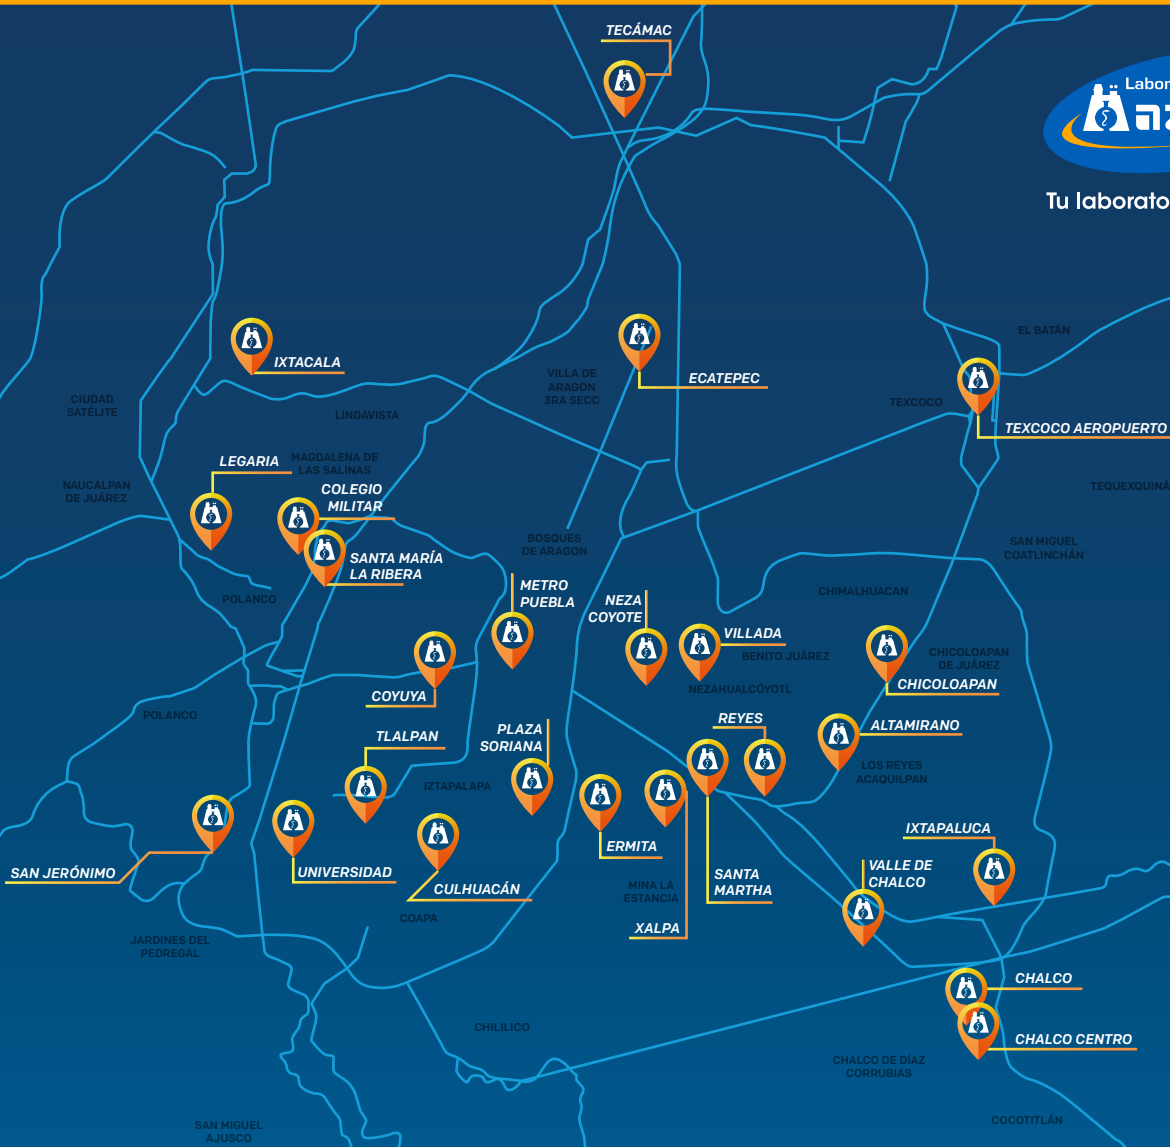 TECÁMAC
Tu
EL BATÁN
IXTACALA
VILLA DE
ARAGON
3RA SECC
ECATEPEC
CIUDAD
SATÉLITE
LINDAVISTA
TEXCOCO
TEXCOCO AEROPUERTO
LEGARIA
MAGDALENA DE
LAS SALINAS
NAUCALPAN
DE JUÁREZ
COLEGIO
MILITAR
BOSQUES
DE ARAGON
SAN MIGUEL
COATLINCHÁN
SANTA MARÍA
LA RIBERA
POLANCO
METRO
PUEBLA
NEZA
COYOTE
CHIMALHUACAN
VILLADA
BENITO JUÁREZ
CHICOLOAPAN
DE JUÁREZ
CHICOLOAPAN
NEZAHUALCÓYOTL
COYUYA
POLANCO
TLALPAN
PLAZA
SORIANA
REYES
ALTAMIRANO
LOS REYES
ACAQUILPAN
IZTAPALAPA
IXTAPALUCA
ERMITA
SAN JERÓNIMO
UNIVERSIDAD
CULHUACÁN
MINA LA
ESTANCIA
SANTA
MARTHA
VALLE DE
CHALCO
COAPA
XALPA
JARDINES DEL
PEDREGAL
CHALCO
CHILILICO
CHALCO CENTRO
CHALCO DE DÍAZ
CORRUBIAS
SAN MIGUEL
AJUSCO
COCOTITLÁN